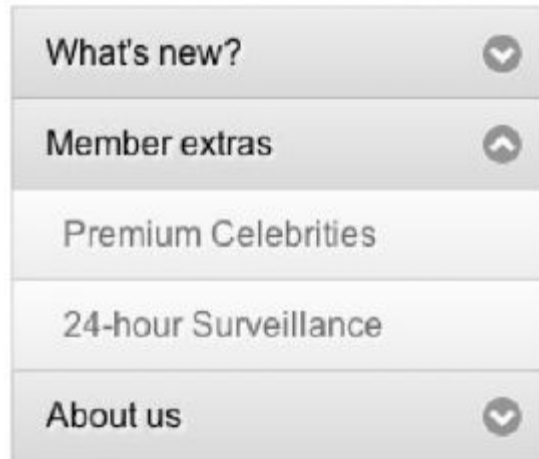 What's new?
Member extras
Premium Celebrities
24-hour Surveillance
About us